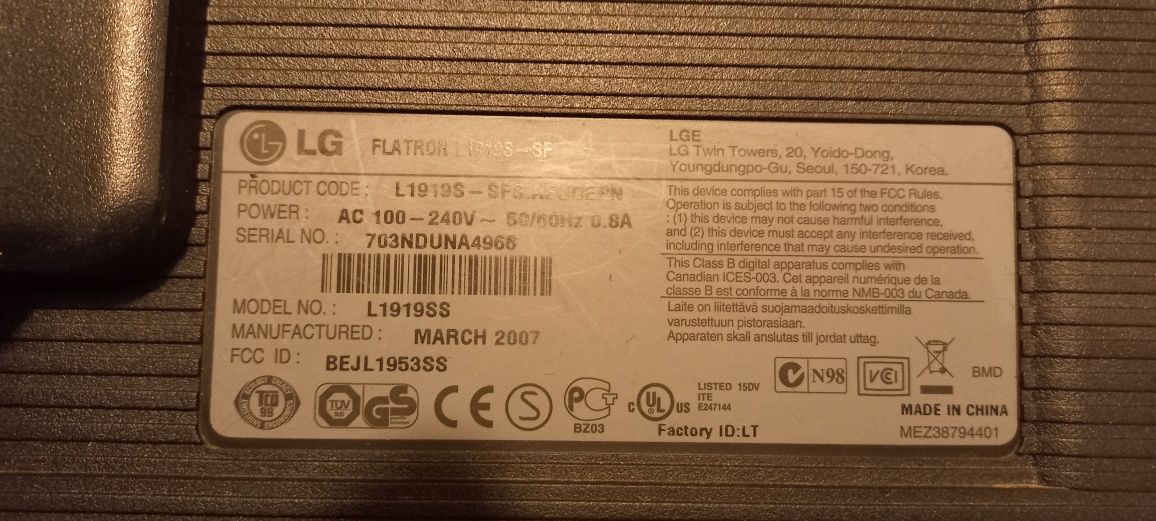 LG FLATRON L1919S-SF
LGE
LG Twin Towers, 20, Yoido-Dong,
Youngdungpo-Gu, Seoul, 150-721, Korea.
PRODUCT CODE :
POWER : AC 100-240V~ 50/60Hz 0.8A
SERIAL NO. : 703NDUNA4966
MODEL NO. : L1919SS
MANUFACTURED : MARCH 2007
FCC ID : BEJL1953SS
This device complies with part 15 of the FCC Rules.
Operation is subject to the following two conditions
: (1) this device may not cause harmful interference,
and (2) this device must accept any interference received,
including interference that may cause undesired operation.
This Class B digital apparatus complies with
Canadian ICES-003. Cet appareil numérique de la
classe B est conforme à la norme NMB-003 du Canada.
Laite on liitettävä suojamaadoituskoskettimilla
varustettuun pistorasiaan.
Apparaten skall anslutas till jordat uttag.
TCO
99
TÜV
GS
CE
S
BZ03
c UL US
LISTED 15DV
ITE
E247144
N98
VCI
BMD
Factory ID:LT
MADE IN CHINA
MEZ38794401